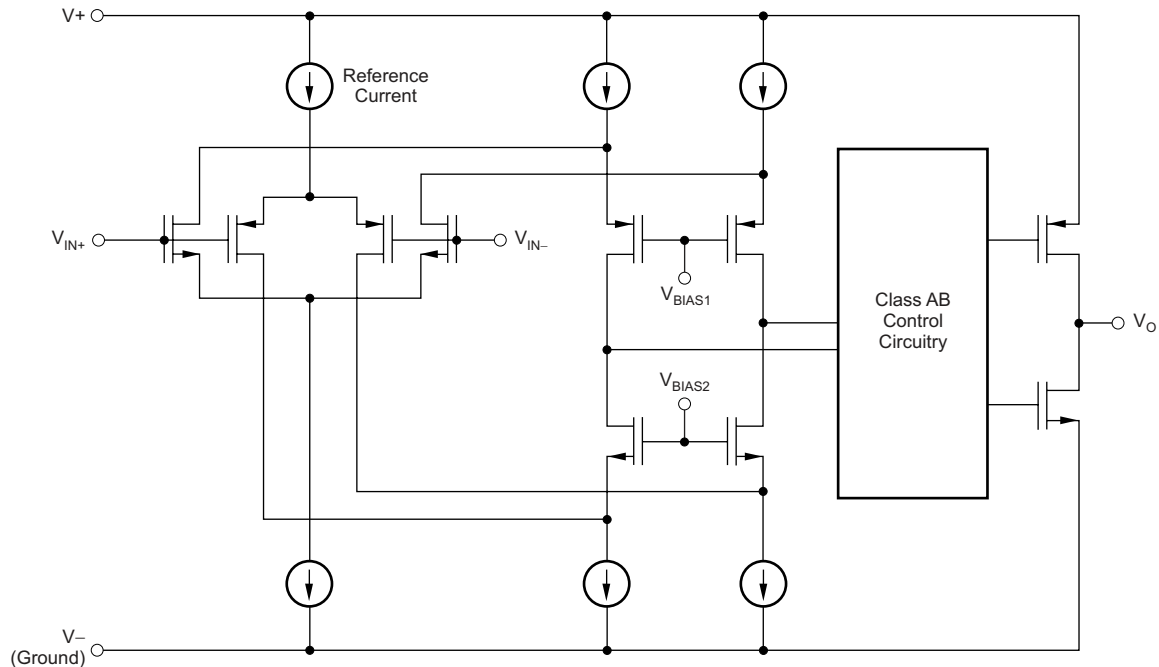 V+
Reference
Current
V_IN+
V_IN–
V_BIAS1
V_BIAS2
Class AB
Control
Circuitry
V_O
V–
(Ground)